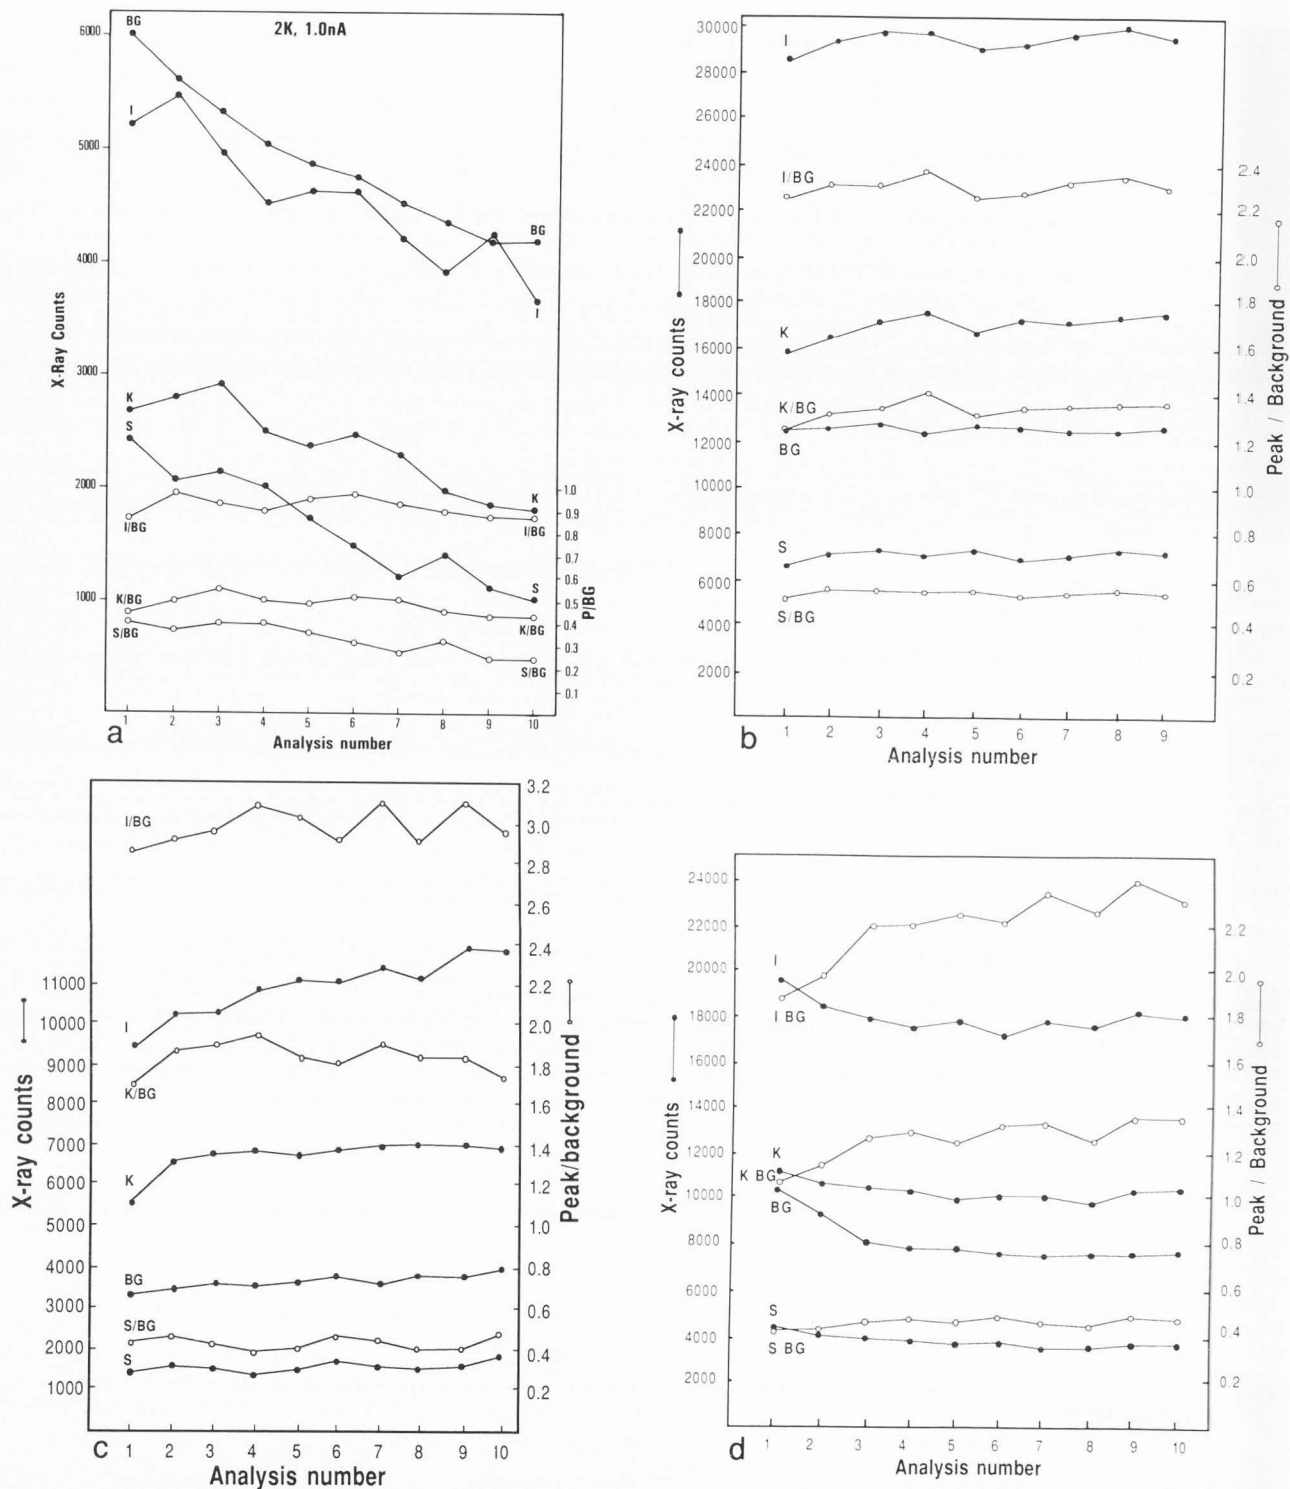 2K, 1.0nA
6000
5000
4000
3000
2000
1000
X-Ray Counts
BG
I
BG
I
K
S
K
I/BG
I/BG
S
K/BG
S/BG
K/BG
S/BG
1.0
0.9
0.8
0.7
0.6
0.5
0.4
0.3
0.2
0.1
P/BG
1 2 3 4 5 6 7 8 9 10
Analysis number
a
30000
28000
26000
24000
22000
20000
18000
16000
14000
12000
10000
8000
6000
4000
2000
X-ray counts
I
I/BG
K
K/BG
BG
S
S/BG
2.4
2.2
2.0
1.8
1.6
1.4
1.2
1.0
0.8
0.6
0.4
0.2
Peak / Background
1 2 3 4 5 6 7 8 9
Analysis number
b
11000
10000
9000
8000
7000
6000
5000
4000
3000
2000
1000
X-ray counts
I/BG
I
K/BG
K
BG
S/BG
S
3.2
3.0
2.8
2.6
2.4
2.2
2.0
1.8
1.6
1.4
1.2
1.0
0.8
0.6
0.4
0.2
Peak/background
1 2 3 4 5 6 7 8 9 10
Analysis number
c
24000
22000
20000
18000
16000
14000
12000
10000
8000
6000
4000
2000
X-ray counts
I
I BG
K
K BG
BG
S
S BG
2.2
2.0
1.8
1.6
1.4
1.2
1.0
0.8
0.6
0.4
0.2
Peak / Background
1 2 3 4 5 6 7 8 9 10
Analysis number
d